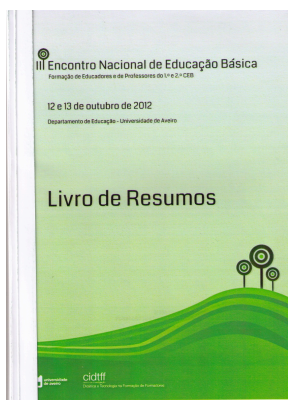 III Encontro Nacional de Educação Básica
Formação de Educadores e de Professores do 1.º e 2.º CEB
12 e 13 de outubro de 2012
Departamento de Educação - Universidade de Aveiro
Livro de Resumos
universidade
de aveiro
cidtff